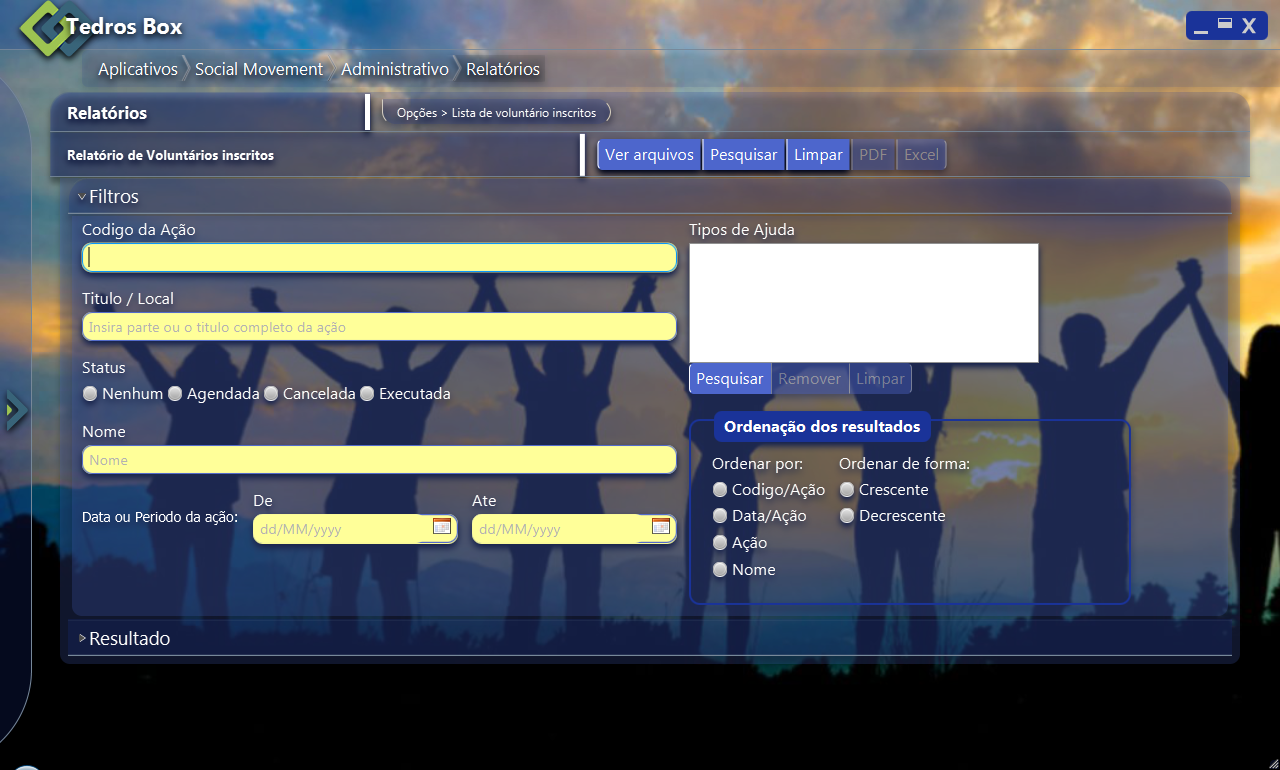 Tedros Box
Aplicativos Social Movement Administrativo Relatórios
Relatórios
Opções > Lista de voluntário inscritos
Relatório de Voluntários inscritos
Ver arquivos Pesquisar Limpar PDF Excel
Filtros
Codigo da Ação
Titulo / Local
Insira parte ou o titulo completo da ação
Status
Nenhum Agendada Cancelada Executada
Nome
Nome
De Ate
Data ou Periodo da ação: dd/MM/yyyy dd/MM/yyyy
Tipos de Ajuda
Pesquisar Remover Limpar
Ordenação dos resultados
Ordenar por: Ordenar de forma:
Codigo/Ação Crescente
Data/Ação Decrescente
Ação
Nome
Resultado